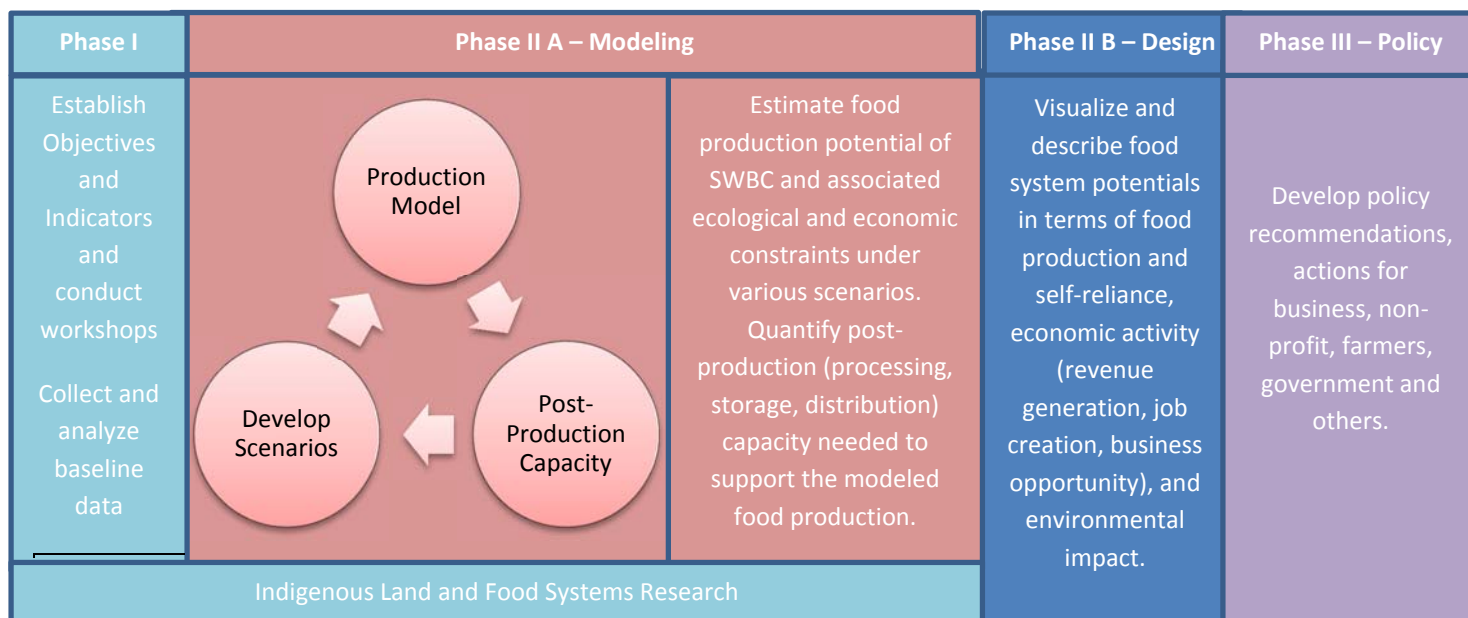 Phase I
Phase II A – Modeling
Phase II B – Design
Phase III – Policy
Establish
Objectives
and
Indicators
and
conduct
workshops
Collect and
analyze
baseline
data
Production
Model
Post-
Production
Capacity
Develop
Scenarios
Estimate food
production potential of
SWBC and associated
ecological and economic
constraints under
various scenarios.
Quantify post-
production (processing,
storage, distribution)
capacity needed to
support the modeled
food production.
Visualize and
describe food
system potentials
in terms of food
production and
self-reliance,
economic activity
(revenue
generation, job
creation, business
opportunity), and
environmental
impact.
Develop policy
recommendations,
actions for
business, non-
profit, farmers,
government and
others.
Indigenous Land and Food Systems Research